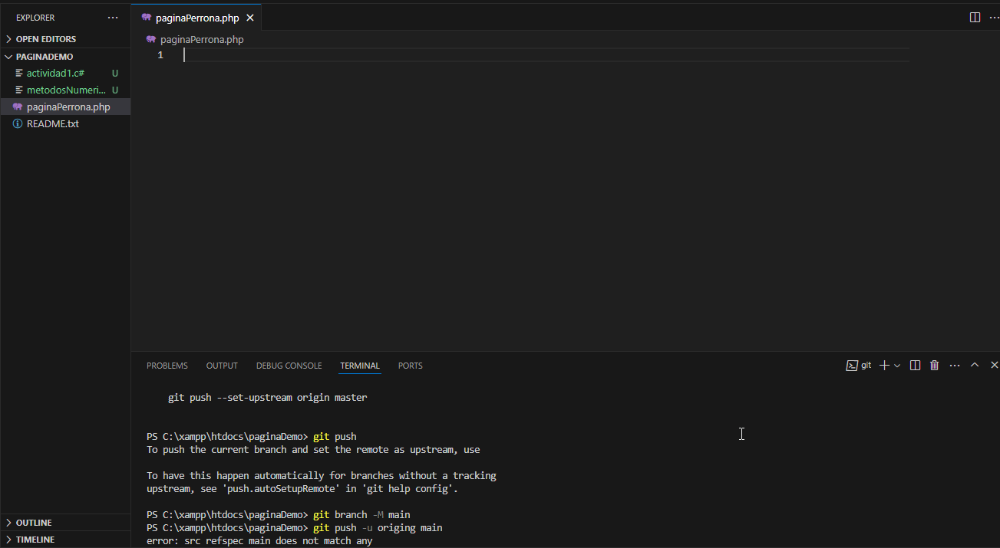 EXPLORER ...
OPEN EDITORS
PAGINADEMO
actividad1.c# U
metodosNumeri... U
paginaPerrona.php
README.txt
OUTLINE
TIMELINE
paginaPerrona.php
paginaPerrona.php
1
PROBLEMS OUTPUT DEBUG CONSOLE TERMINAL PORTS
git
git push --set-upstream origin master
PS C:\xampp\htdocs\paginaDemo> git push
To push the current branch and set the remote as upstream, use
To have this happen automatically for branches without a tracking
upstream, see 'push.autoSetupRemote' in 'git help config'.
PS C:\xampp\htdocs\paginaDemo> git branch -M main
PS C:\xampp\htdocs\paginaDemo> git push -u origing main
error: src refspec main does not match any